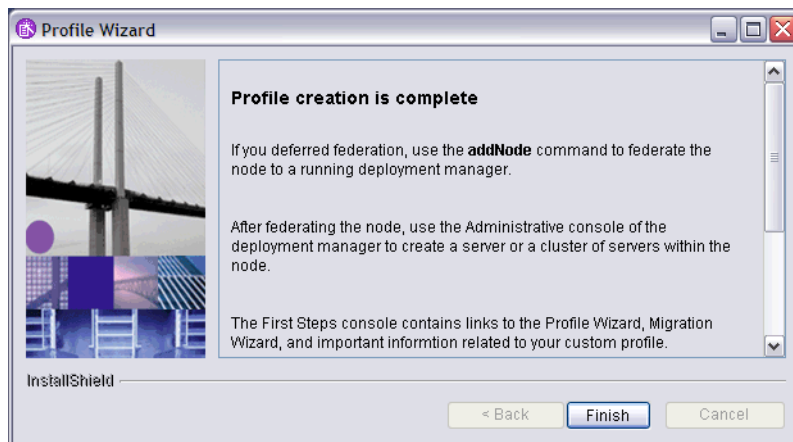 Profile Wizard
Profile creation is complete
If you deferred federation, use the addNode command to federate the
node to a running deployment manager.
After federating the node, use the Administrative console of the
deployment manager to create a server or a cluster of servers within the
node.
The First Steps console contains links to the Profile Wizard, Migration
Wizard, and important informtion related to your custom profile.
InstallShield
< Back
Finish
Cancel